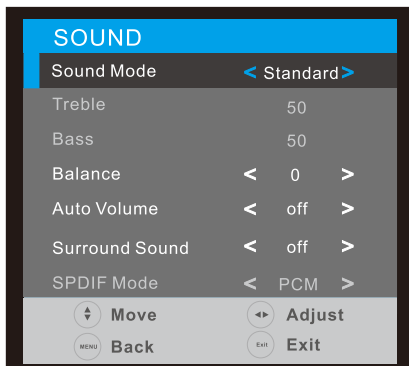 SOUND
Sound Mode < Standard >
Treble 50
Bass 50
Balance < 0 >
Auto Volume < off >
Surround Sound < off >
SPDIF Mode < PCM >
Move Adjust
MENU Back Exit Exit